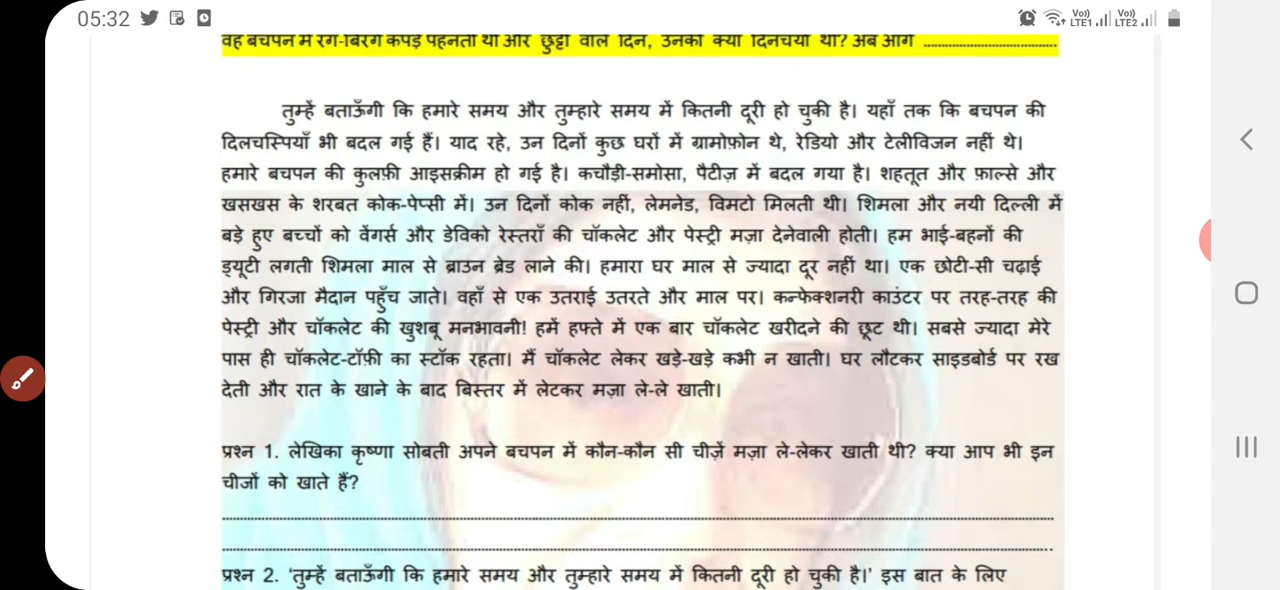 05:32 Vo)) LTE1 Vo)) LTE2
वह बचपन में रंग-बिरंगे कपड़े पहनती थी और छुट्टी वाले दिन, उनकी क्या दिनचर्या थी? अब आगे ..............................
तुम्हें बताऊँगी कि हमारे समय और तुम्हारे समय में कितनी दूरी हो चुकी है। यहाँ तक कि बचपन की
दिलचस्पियाँ भी बदल गई हैं। याद रहे, उन दिनों कुछ घरों में ग्रामोफ़ोन थे, रेडियो और टेलीविजन नहीं थे।
हमारे बचपन की कुलफ़ी आइसक्रीम हो गई है। कचौड़ी-समोसा, पैटीज़ में बदल गया है। शहतूत और फ़ाल्से और
खसखस के शरबत कोक-पेप्सी में। उन दिनों कोक नहीं, लेमनेड, विमटो मिलती थी। शिमला और नयी दिल्ली में
बड़े हुए बच्चों को वेंगर्स और डेविको रेस्तराँ की चॉकलेट और पेस्ट्री मज़ा देनेवाली होती। हम भाई-बहनों की
ड्यूटी लगती शिमला माल से ब्राउन ब्रेड लाने की। हमारा घर माल से ज्यादा दूर नहीं था। एक छोटी-सी चढ़ाई
और गिरजा मैदान पहुँच जाते। वहाँ से एक उतराई उतरते और माल पर। कन्फेक्शनरी काउंटर पर तरह-तरह की
पेस्ट्री और चॉकलेट की खुशबू मनभावनी! हमें हफ्ते में एक बार चॉकलेट खरीदने की छूट थी। सबसे ज्यादा मेरे
पास ही चॉकलेट-टॉफ़ी का स्टॉक रहता। मैं चॉकलेट लेकर खड़े-खड़े कभी न खाती। घर लौटकर साइडबोर्ड पर रख
देती और रात के खाने के बाद बिस्तर में लेटकर मज़ा ले-ले खाती।
प्रश्न 1. लेखिका कृष्णा सोबती अपने बचपन में कौन-कौन सी चीज़ें मज़ा ले-लेकर खाती थी? क्या आप भी इन
चीजों को खाते हैं?
प्रश्न 2. 'तुम्हें बताऊँगी कि हमारे समय और तुम्हारे समय में कितनी दूरी हो चुकी है।' इस बात के लिए